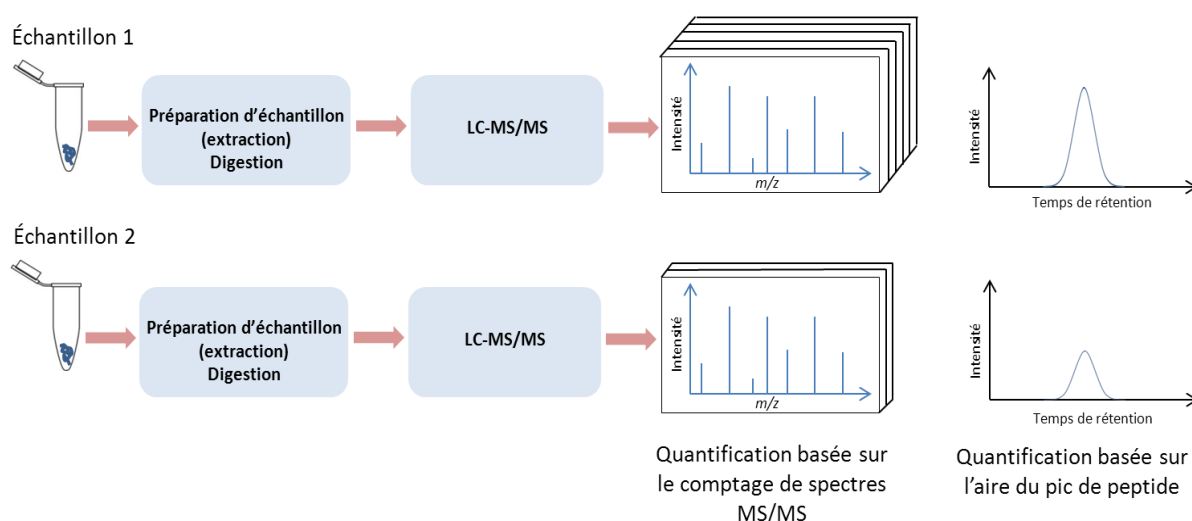 Échantillon 1
Préparation d'échantillon
(extraction)
Digestion
LC-MS/MS
Intensité
m/z
Intensité
Temps de rétention
Échantillon 2
Préparation d'échantillon
(extraction)
Digestion
LC-MS/MS
Intensité
m/z
Intensité
Temps de rétention
Quantification basée sur
le comptage de spectres
MS/MS
Quantification basée sur
l'aire du pic de peptide